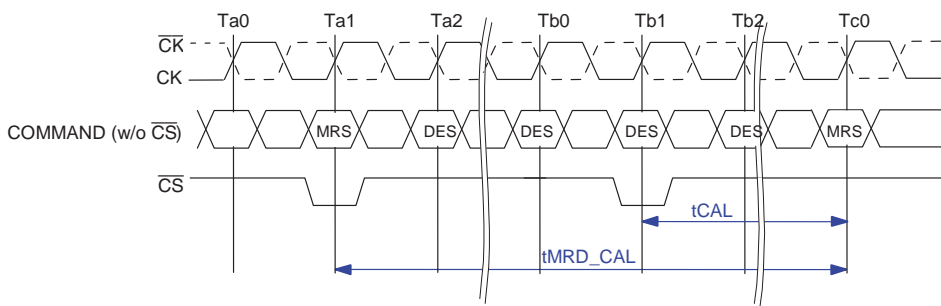 Ta0 Ta1 Ta2 Tb0 Tb1 Tb2 Tc0
CK
CK
COMMAND (w/o CS) MRS DES DES DES DES MRS
CS
tCAL
tMRD_CAL